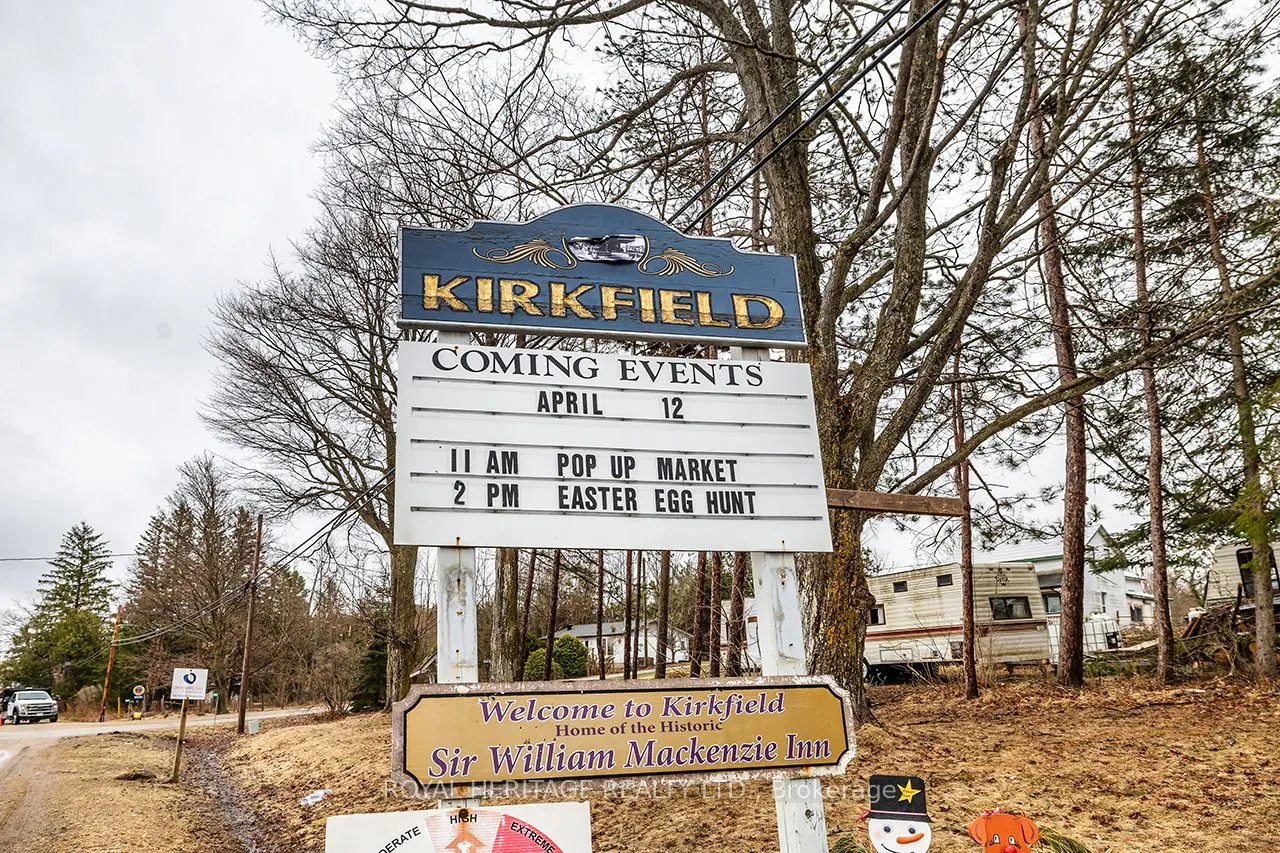 KIRKFIELD
COMING EVENTS
APRIL 12
11 AM POP UP MARKET
2 PM EASTER EGG HUNT
Welcome to Kirkfield
Home of the Historic
Sir William Mackenzie Inn
ROYAL HERITAGE REALTY LTD., Brokerage
DERATE HIGH EXTREME